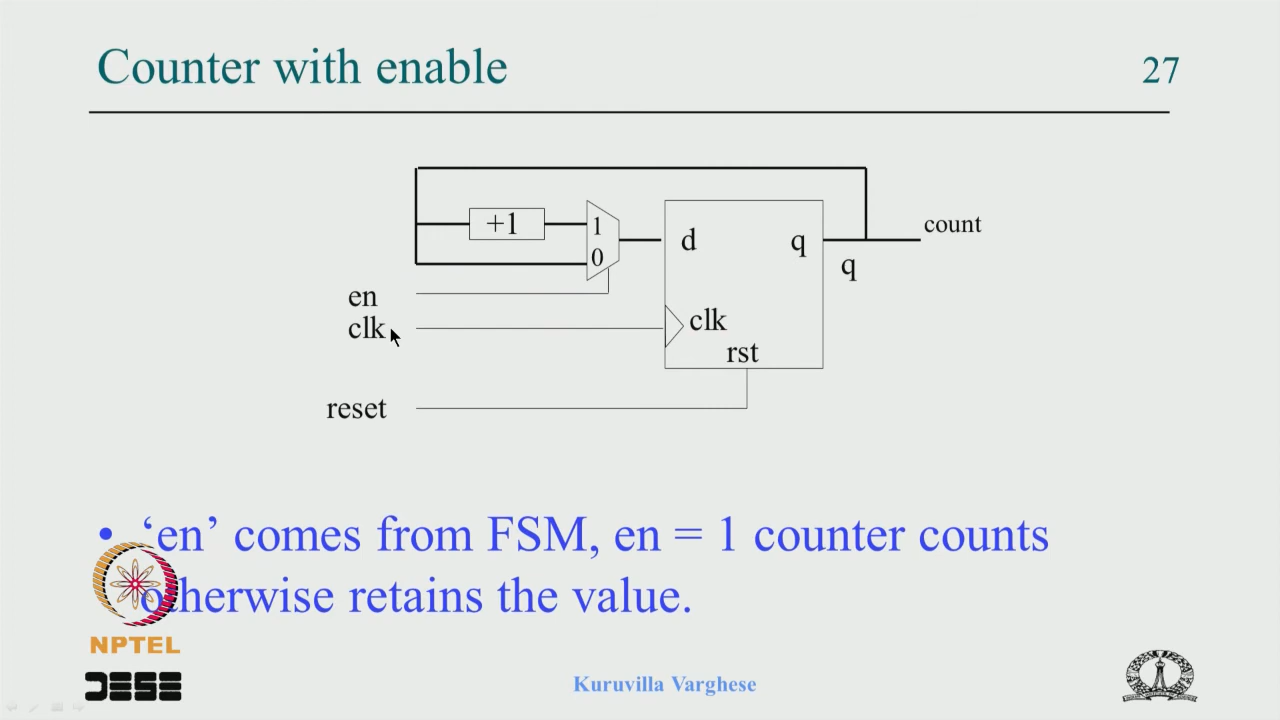 Counter with enable
27
+1
1
0
d
q
count
q
en
clk
clk
rst
reset
• ‘en’ comes from FSM, en = 1 counter counts
otherwise retains the value.
NPTEL
DESE
Kuruvilla Varghese